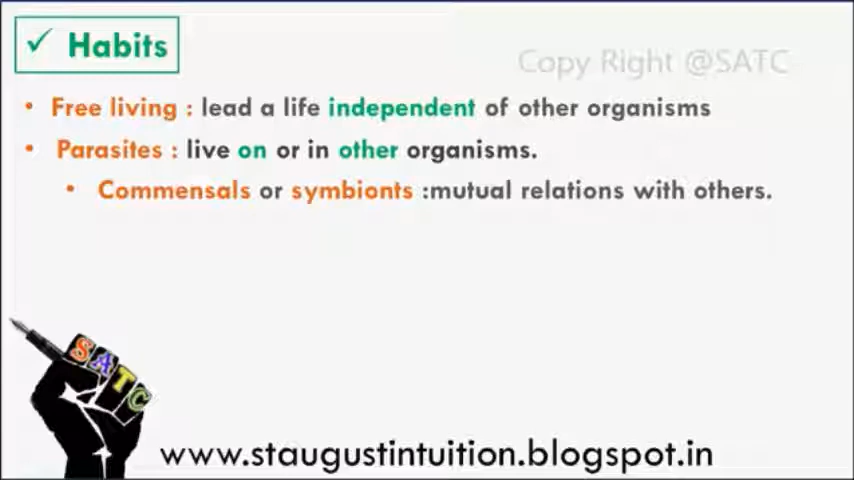 ✓ Habits
Copy Right @SATC
• Free living : lead a life independent of other organisms
• Parasites : live on or in other organisms.
• Commensals or symbionts :mutual relations with others.
SATC
www.staugustintuition.blogspot.in